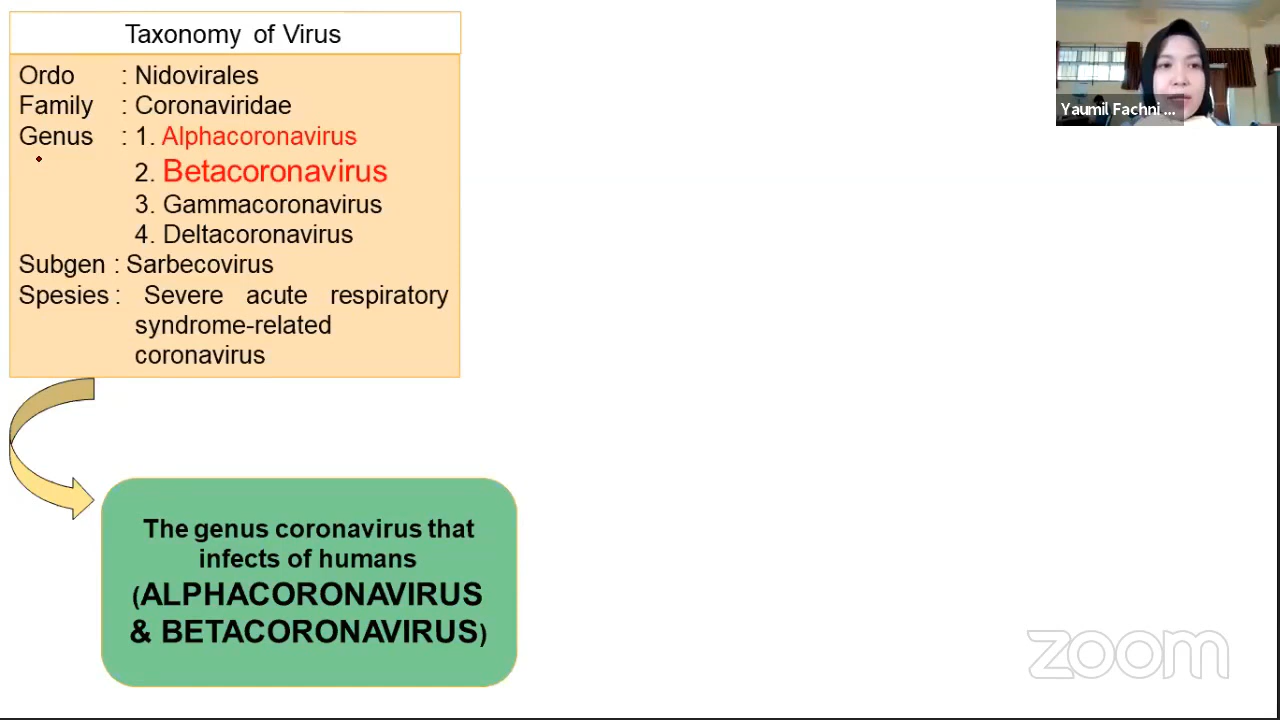 Taxonomy of Virus
Ordo : Nidovirales
Family : Coronaviridae
Genus : 1. Alphacoronavirus
2. Betacoronavirus
3. Gammacoronavirus
4. Deltacoronavirus
Subgen : Sarbecovirus
Spesies : Severe acute respiratory
syndrome-related
coronavirus
The genus coronavirus that
infects of humans
(ALPHACORONAVIRUS
& BETACORONAVIRUS)
Yaumil Fachni ...
zoom